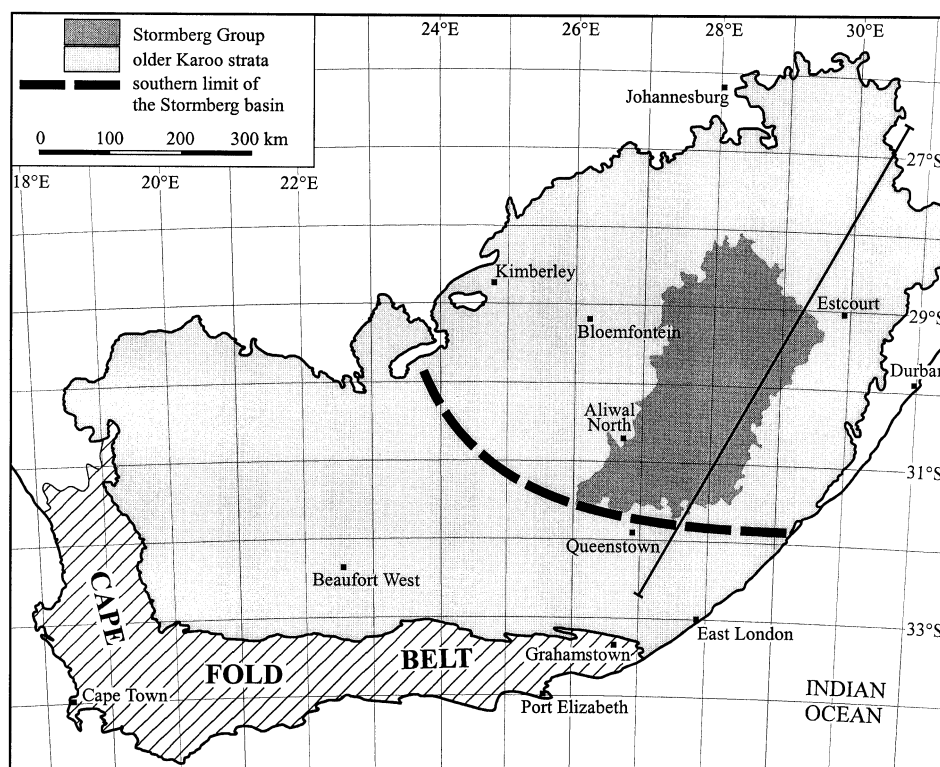 Stormberg Group
older Karoo strata
southern limit of
the Stormberg basin
0 100 200 300 km
24°E 26°E 28°E 30°E
18°E 20°E 22°E
Johannesburg
27°S
Kimberley
Bloemfontein
Estcourt
29°S
Durban
Aliwal
North
31°S
Queenstown
Beaufort West
CAPE
FOLD
BELT
Grahamstown
East London
33°S
Cape Town
Port Elizabeth
INDIAN
OCEAN